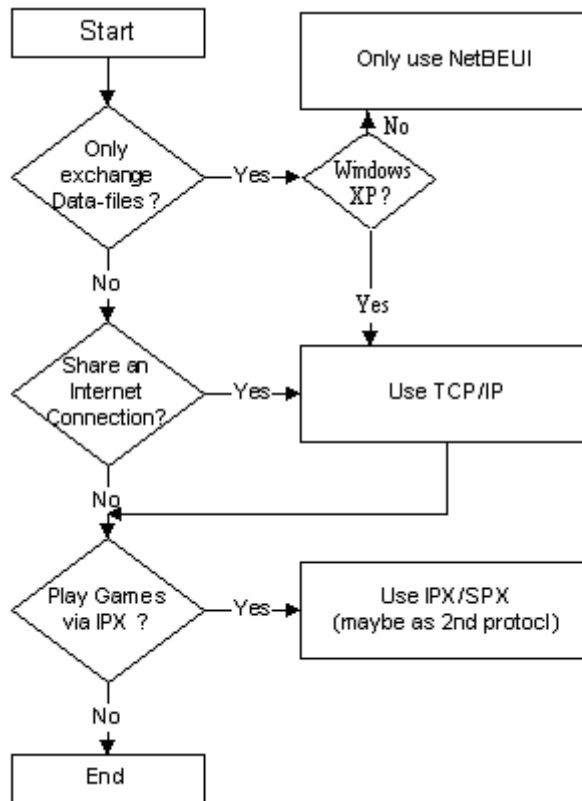 Start
Only use NetBEUI
No
Only
exchange
Data-files ?
Yes
Windows
XP ?
No
Yes
Share an
Internet
Connection?
Yes
Use TCP/IP
No
Play Games
via IPX ?
Yes
Use IPX/SPX
(maybe as 2nd protocl)
No
End